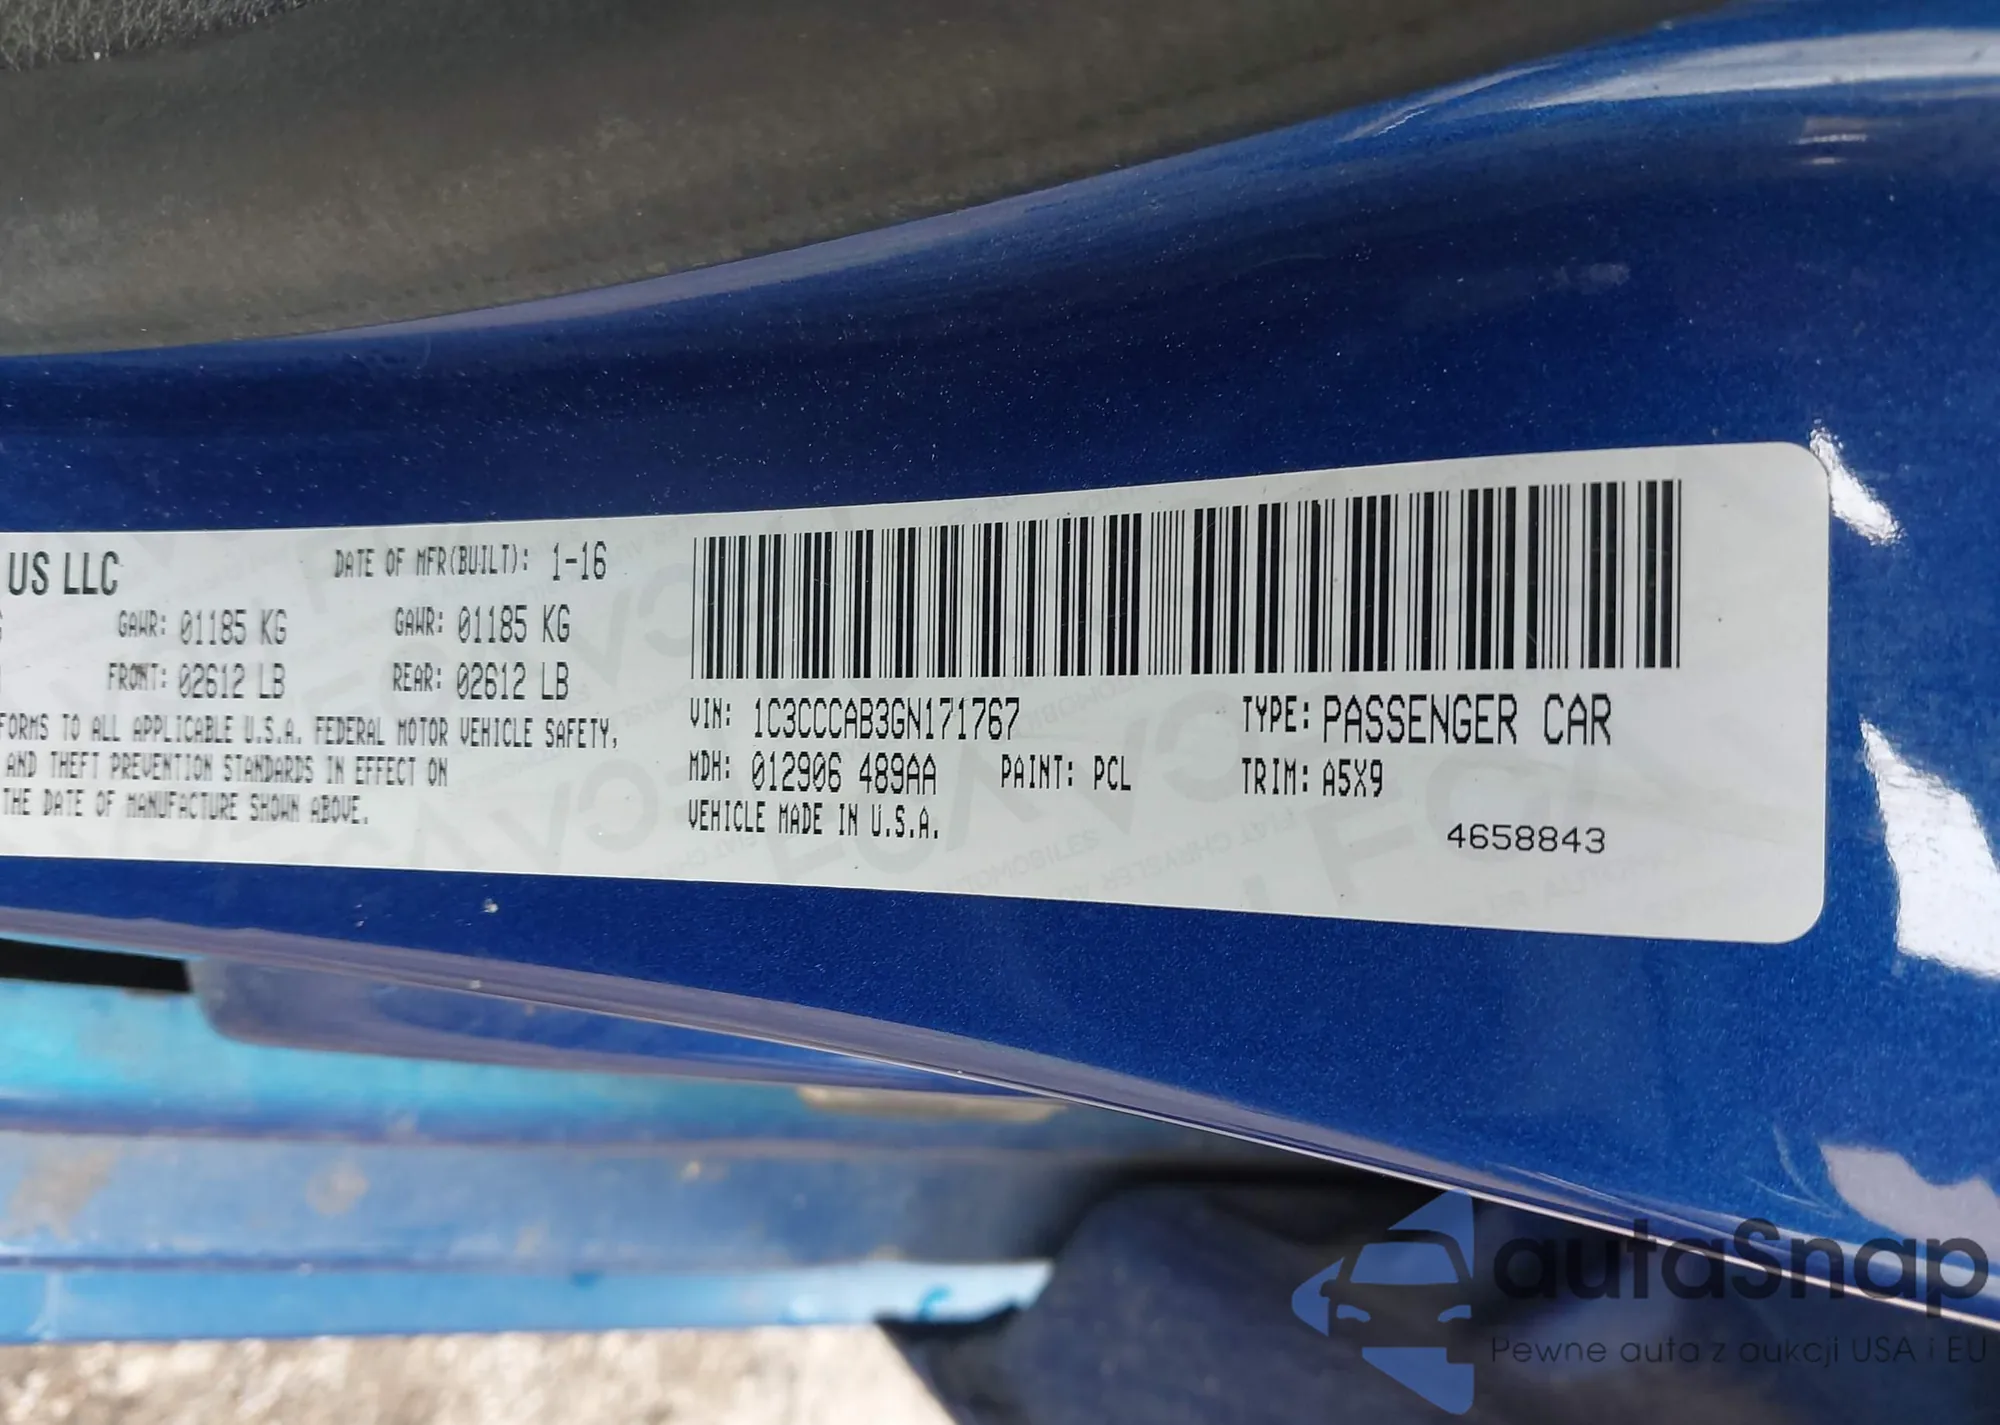 US LLC
DATE OF MFR(BUILT): 1-16
GAWR: 01185 KG
GAWR: 01185 KG
FRONT: 02612 LB
REAR: 02612 LB
FORMS TO ALL APPLICABLE U.S.A. FEDERAL MOTOR VEHICLE SAFETY,
AND THEFT PREVENTION STANDARDS IN EFFECT ON
THE DATE OF MANUFACTURE SHOWN ABOVE.
VIN: 1C3CCCAB3GN171767
TYPE: PASSENGER CAR
MDH: 012906 489AA
PAINT: PCL
TRIM: A5X9
VEHICLE MADE IN U.S.A.
4658843
autaSnap
Pewne auta z aukcji USA i EU